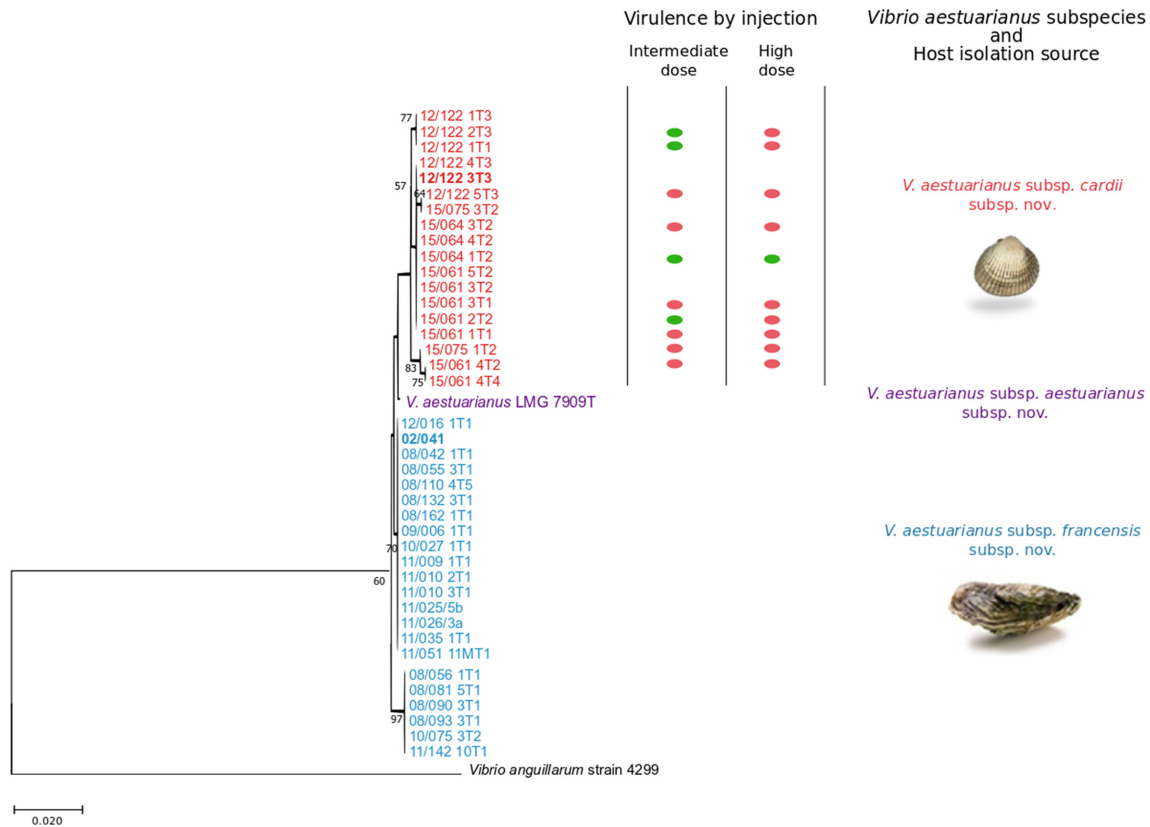 Virulence by injection
Intermediate dose
High dose
Vibrio aestuarianus subspecies
and
Host isolation source
77
12/122 1T3
12/122 2T3
12/122 1T1
12/122 4T3
12/122 3T3
57
64
12/122 5T3
15/075 3T2
15/064 3T2
15/064 4T2
15/064 1T2
15/061 5T2
15/061 3T2
15/061 3T1
15/061 2T2
15/061 1T1
15/075 1T2
83
15/061 4T2
75
15/061 4T4
V. aestuarianus subsp. cardii
subsp. nov.
V. aestuarianus LMG 7909T
V. aestuarianus subsp. aestuarianus
subsp. nov.
12/016 1T1
02/041
08/042 1T1
08/055 3T1
08/110 4T5
08/132 3T1
08/162 1T1
09/006 1T1
70
10/027 1T1
11/009 1T1
60
11/010 2T1
11/010 3T1
11/025/5b
11/026/3a
11/035 1T1
11/051 11MT1
V. aestuarianus subsp. francensis
subsp. nov.
08/056 1T1
08/081 5T1
08/090 3T1
97
08/093 3T1
10/075 3T2
11/142 10T1
Vibrio anguillarum strain 4299
0.020